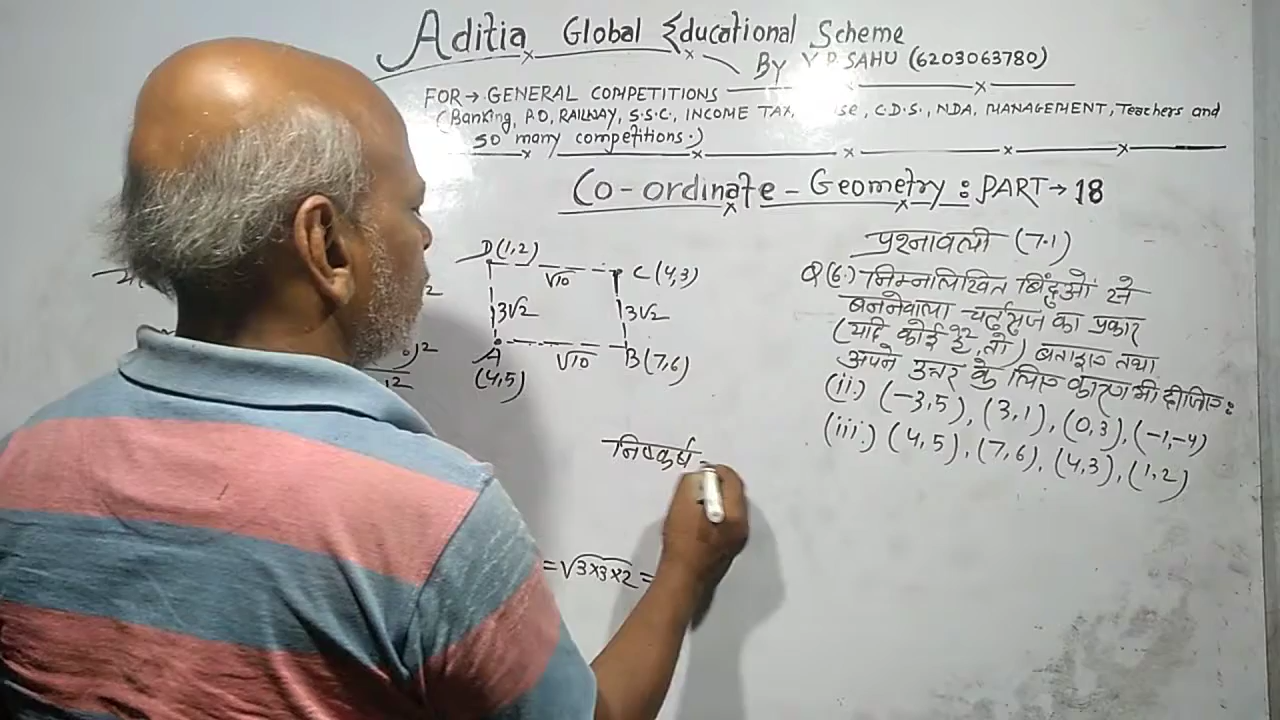 Aditia Global Educational Scheme
By Y.P. SAHU (6203063780)
FOR→ GENERAL COMPETITIONS
(Banking, P.O, RAILWAY, S.S.C., INCOME TAX, C.D.S., NDA, MANAGEMENT, Teachers and
so many competitions.)
Co-ordinate-Geometry: PART→ 18
प्रश्नावली (7.1)
Q(6.) निम्नलिखित बिंदुओं से
बननेवाला चर्तुभुज का प्रकार
(यदि कोई है तो) बताइए तथा
अपने उत्तर के लिए कारण भी दीजिए:
(ii.) (-3,5), (3,1), (0,3), (-1,-4)
(iii.) (4,5), (7,6), (4,3), (1,2)
D(1,2) √10 C(4,3)
3√2 3√2
A √10 B(7,6)
(4,5)
निष्कर्ष
=√3×3×2 =